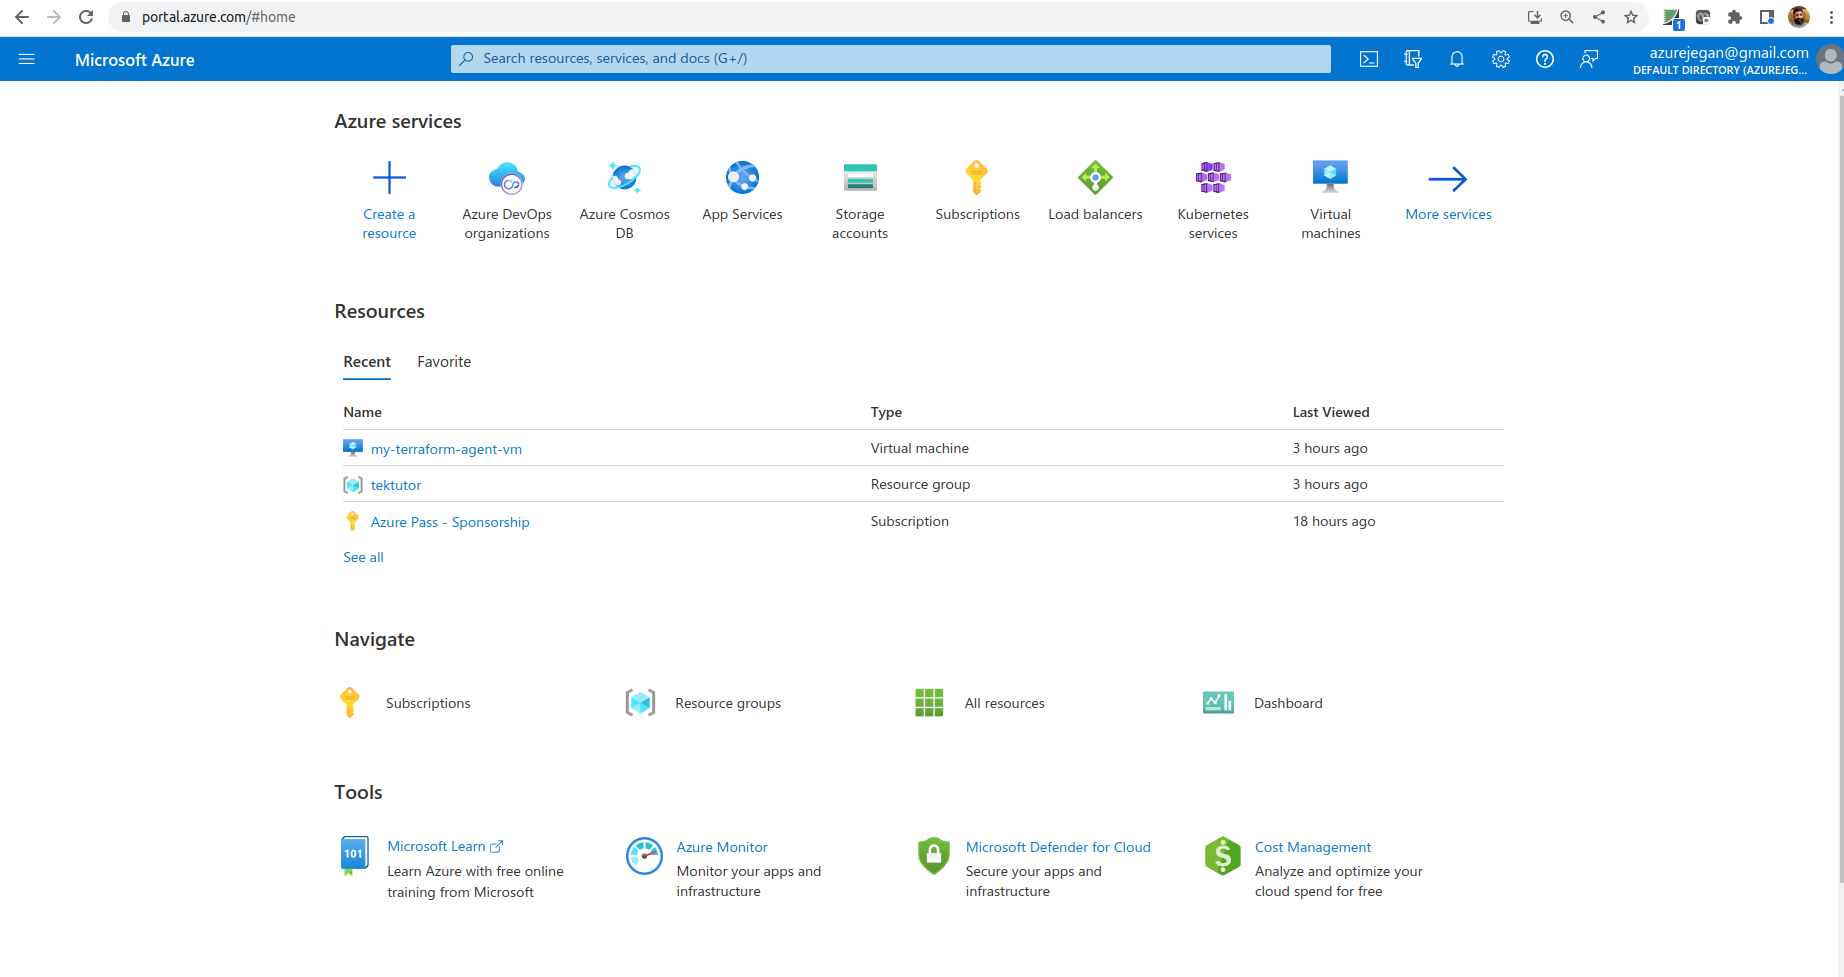 portal.azure.com/#home
1
Microsoft Azure
Search resources, services, and docs (G+/)
azurejegan@gmail.com
DEFAULT DIRECTORY (AZUREJEG...
Azure services
Create a resource
Azure DevOps organizations
Azure Cosmos DB
App Services
Storage accounts
Subscriptions
Load balancers
Kubernetes services
Virtual machines
More services
Resources
Recent Favorite
Name Type Last Viewed
my-terraform-agent-vm Virtual machine 3 hours ago
tektutor Resource group 3 hours ago
Azure Pass - Sponsorship Subscription 18 hours ago
See all
Navigate
Subscriptions Resource groups All resources Dashboard
Tools
101
Microsoft Learn
Learn Azure with free online
training from Microsoft
Azure Monitor
Monitor your apps and
infrastructure
Microsoft Defender for Cloud
Secure your apps and
infrastructure
Cost Management
Analyze and optimize your
cloud spend for free